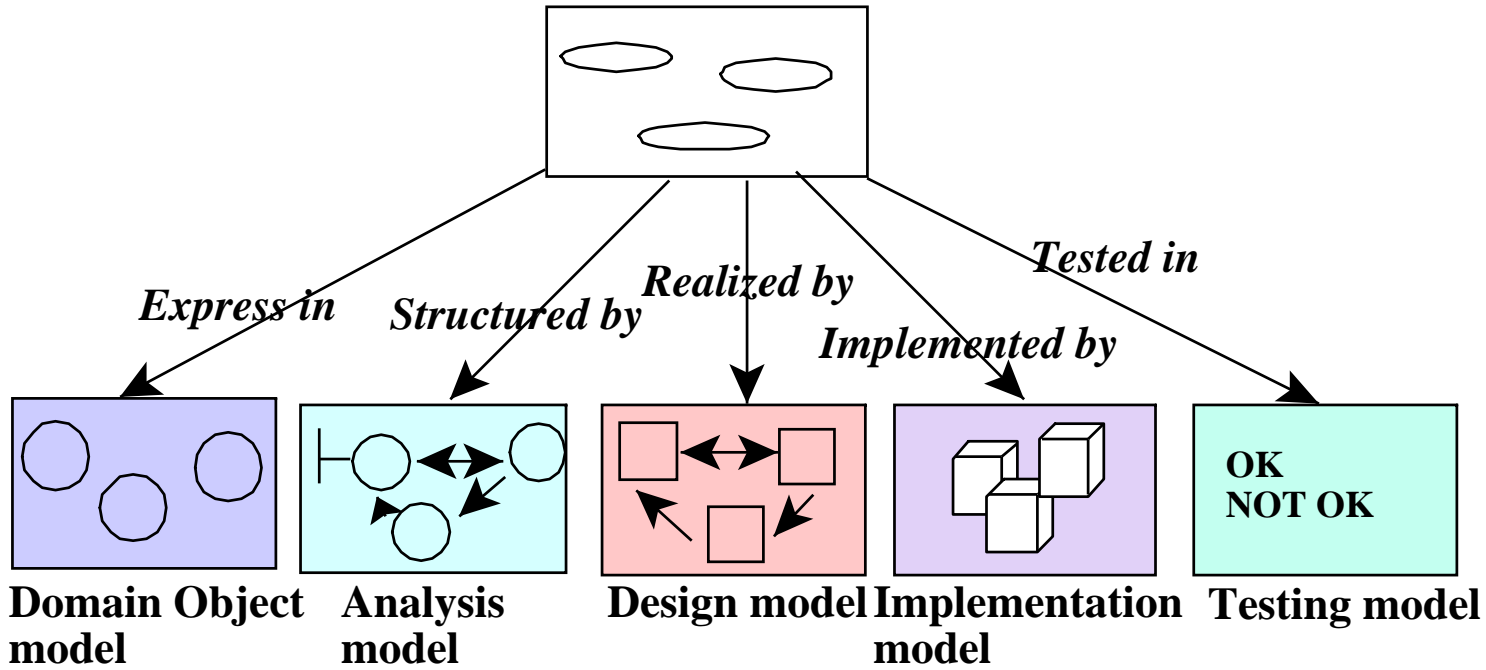 Tested in
Realized by
Express in
Structured by
Implemented by
OK
NOT OK
Domain Object
model
Analysis
model
Design model
Implementation
model
Testing model